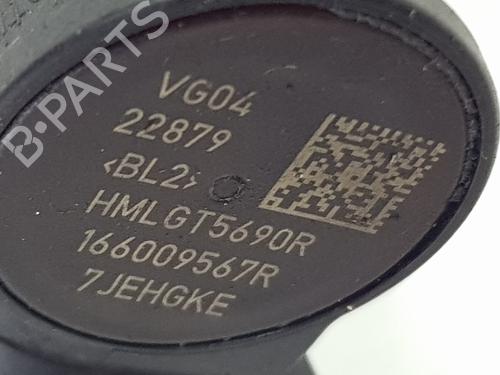 VG04
22879
<BL2>
HMLGT5690R
166009567R
7JEHGKE
B-PARTS